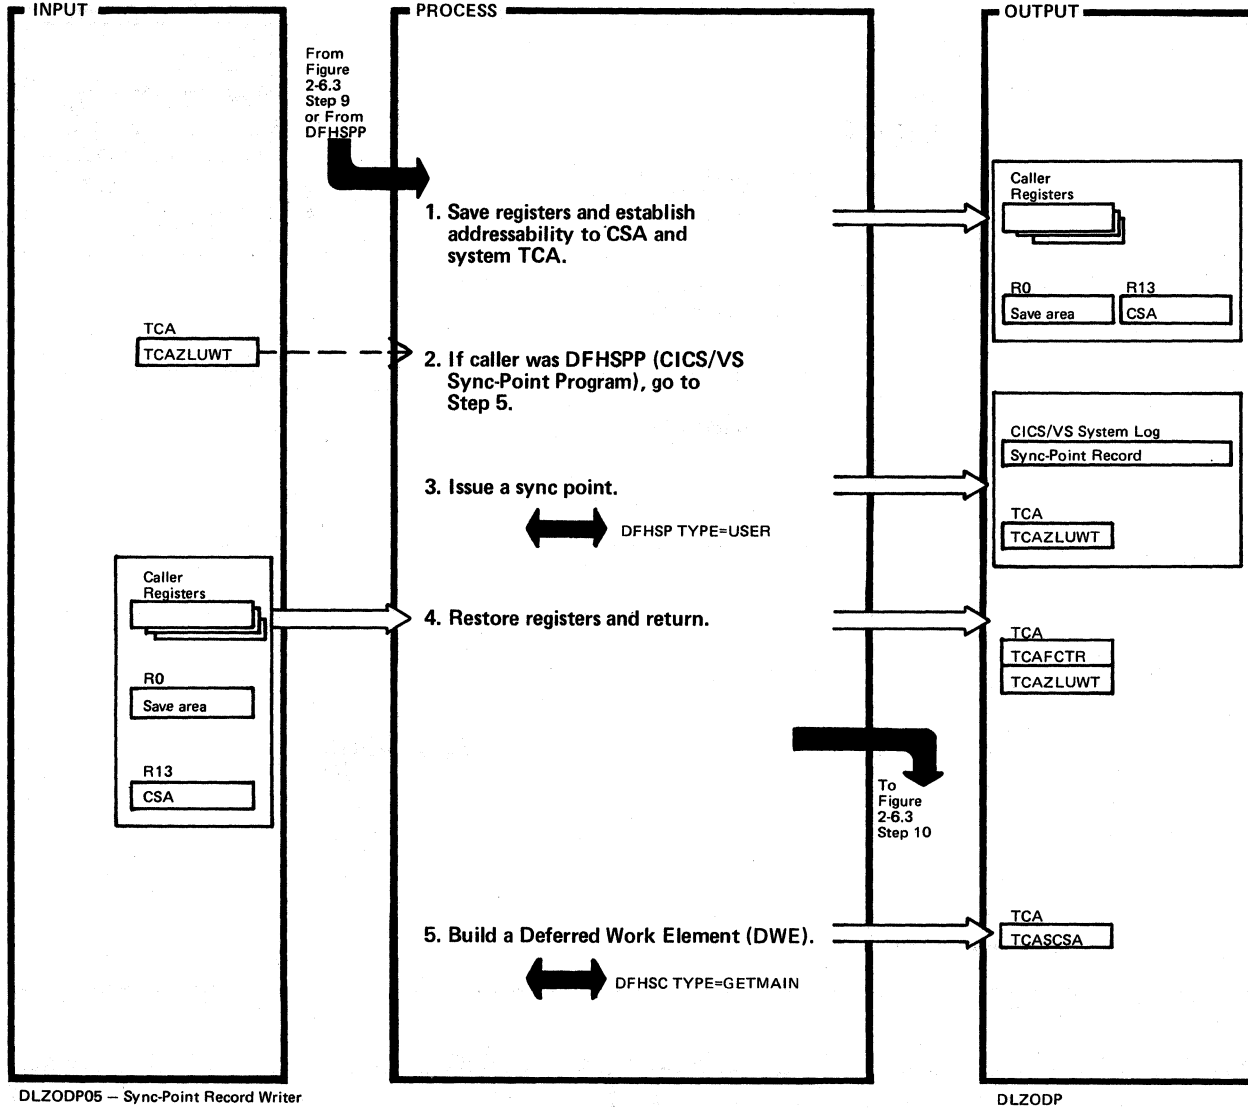 INPUT
PROCESS
OUTPUT
From
Figure
2-6.3
Step 9
or From
DFHSPP
1. Save registers and establish
addressability to CSA and
system TCA.
Caller
Registers
R0
R13
Save area
CSA
TCA
TCAZLUWT
2. If caller was DFHSPP (CICS/VS
Sync-Point Program), go to
Step 5.
CICS/VS System Log
Sync-Point Record
3. Issue a sync point.
DFHSP TYPE=USER
TCA
TCAZLUWT
Caller
Registers
4. Restore registers and return.
TCA
TCAFCTR
TCAZLUWT
R0
Save area
R13
CSA
To
Figure
2-6.3
Step 10
5. Build a Deferred Work Element (DWE).
TCA
TCASCSA
DFHSC TYPE=GETMAIN
DLZODP05 — Sync-Point Record Writer
DLZODP